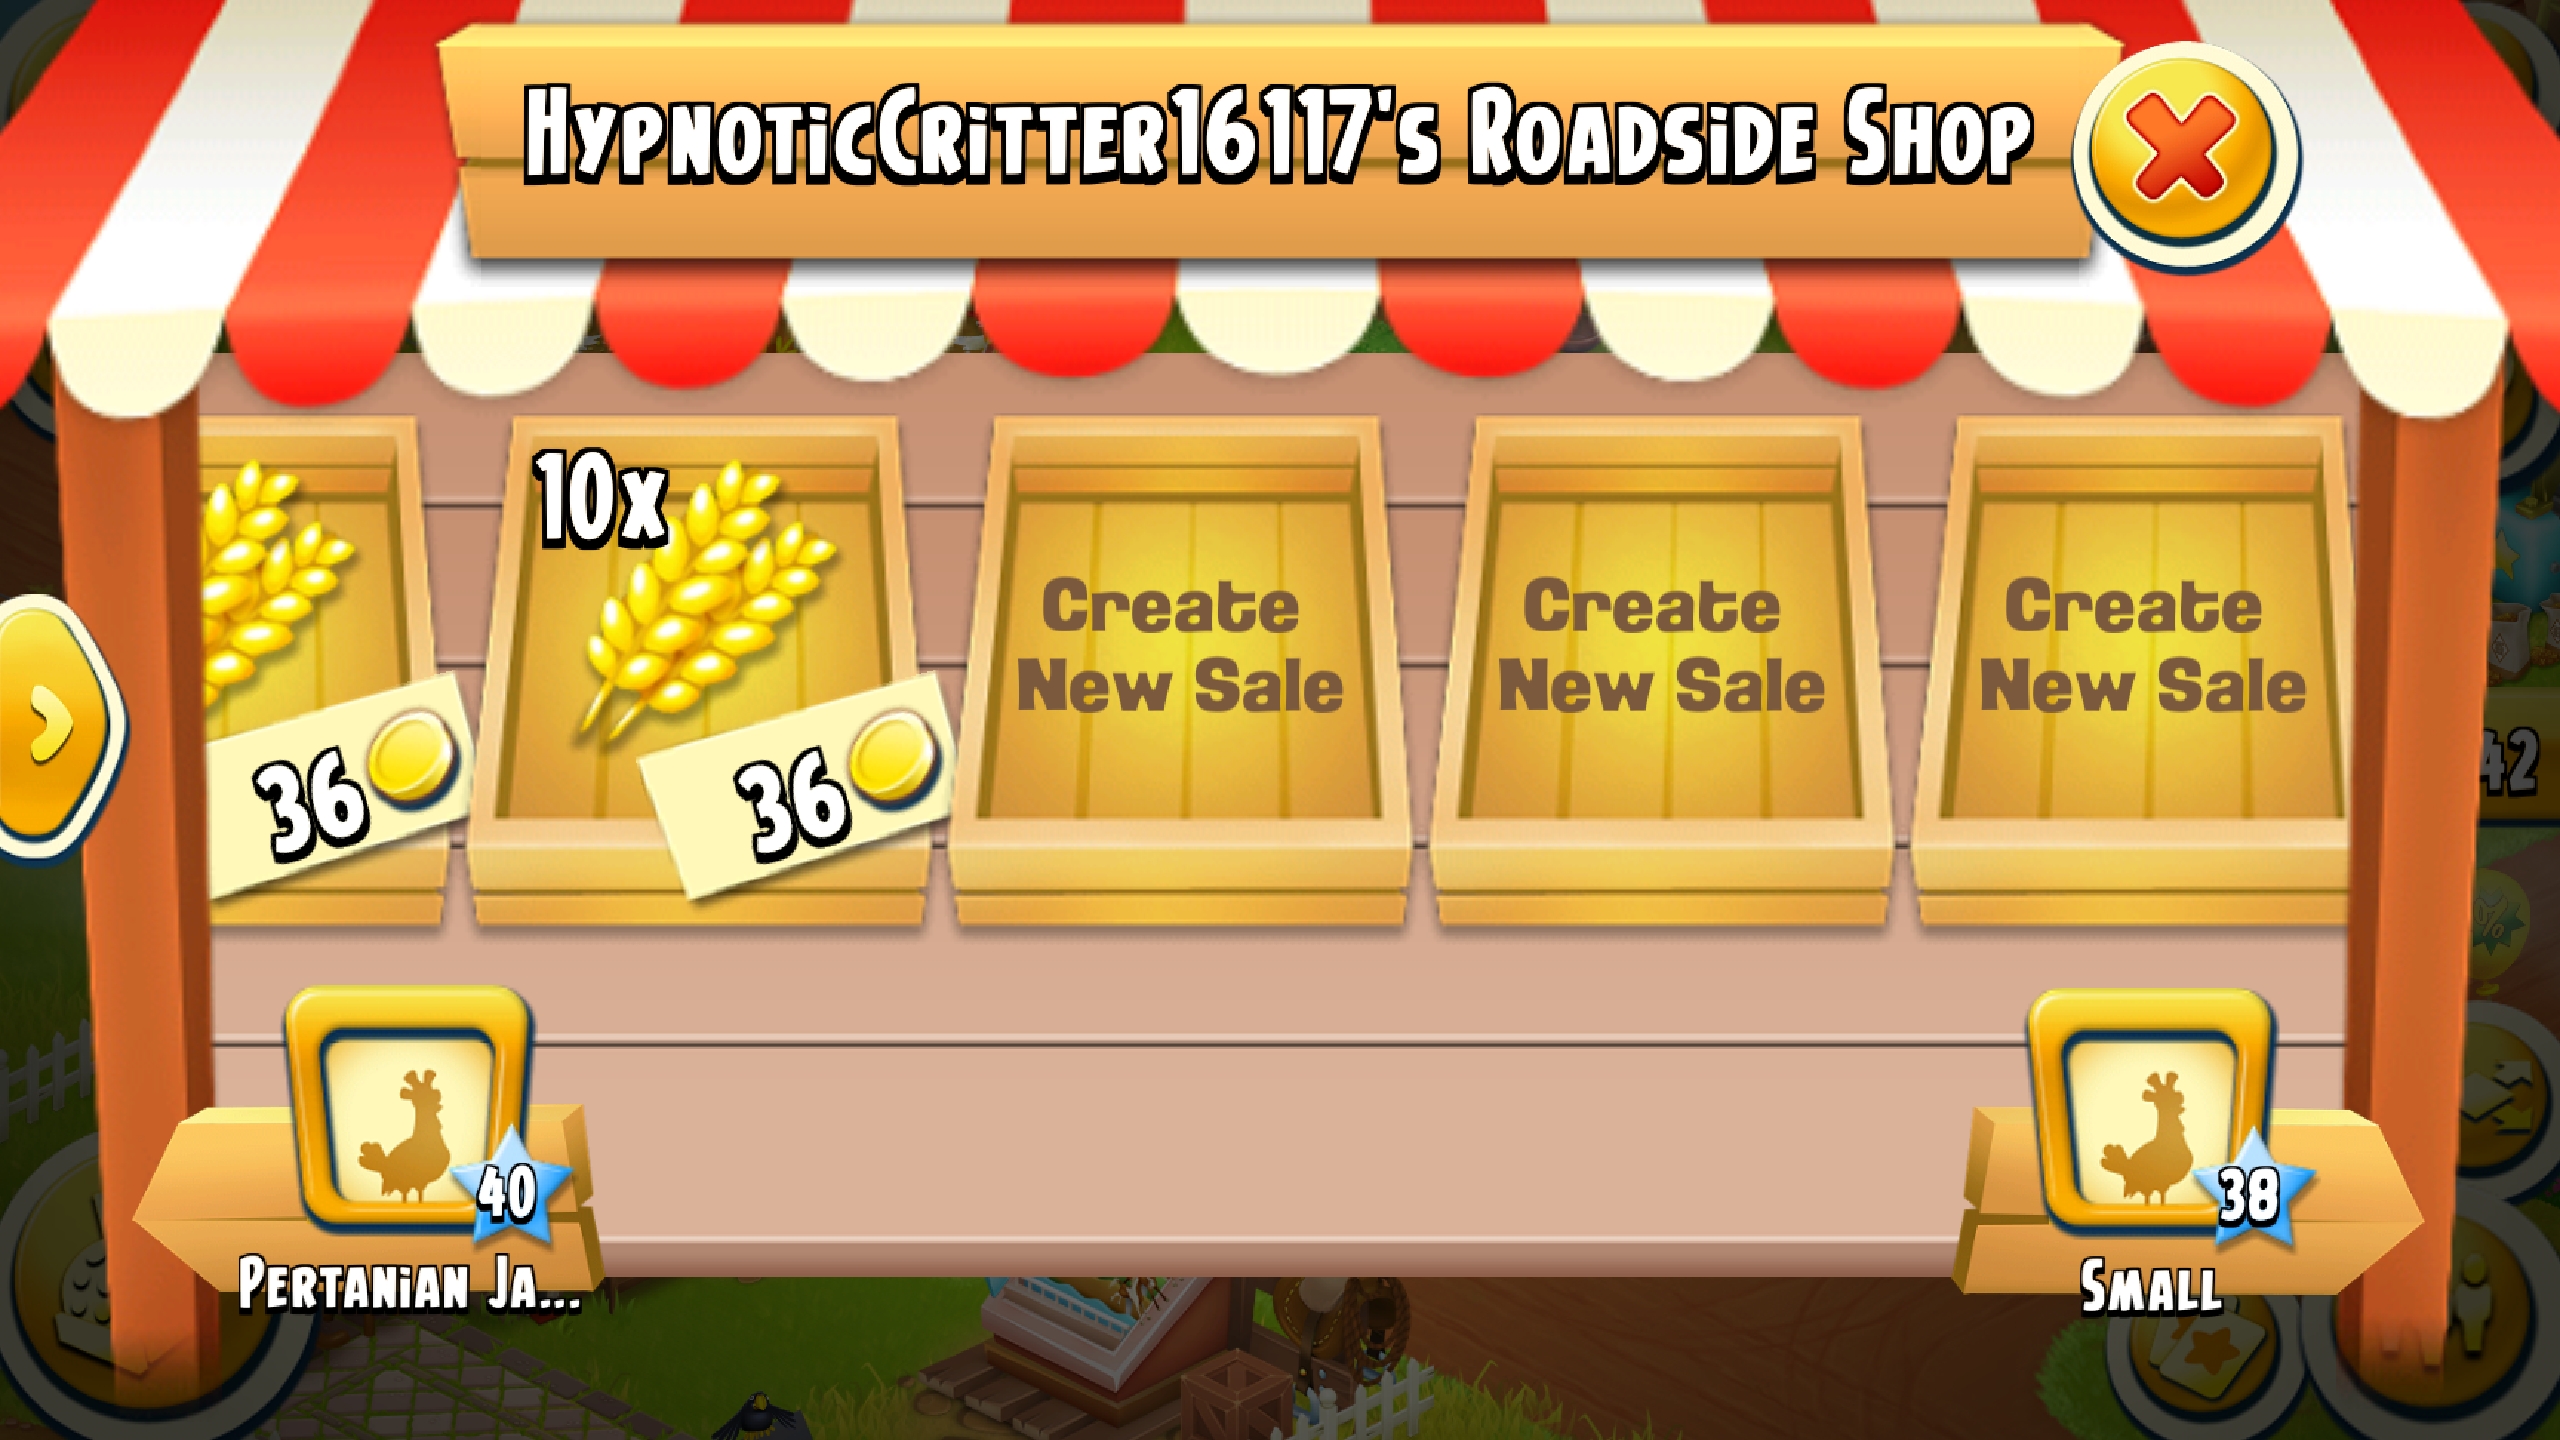 HypnoticCritter16117's Roadside Shop
10x
Create
New Sale
Create
New Sale
Create
New Sale
36
36
42
40
38
Pertanian Ja...
Small